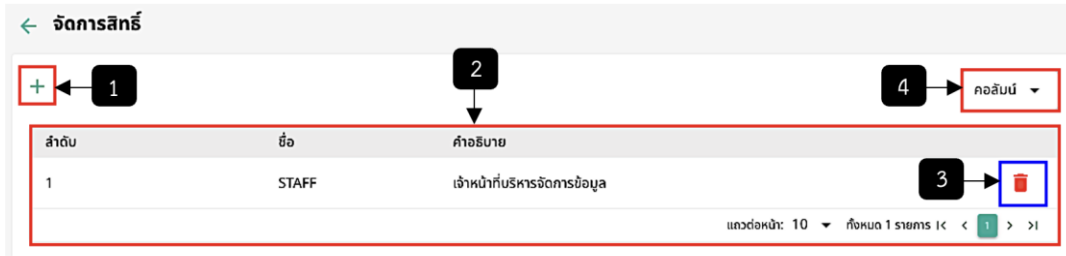 จัดการสิทธิ์
1
2
4
คอลัมน์
ลำดับ ชื่อ คำอธิบาย
1 STAFF เจ้าหน้าที่บริหารจัดการข้อมูล
3
แถวต่อหน้า: 10 ทั้งหมด 1 รายการ |< < 1 > >|